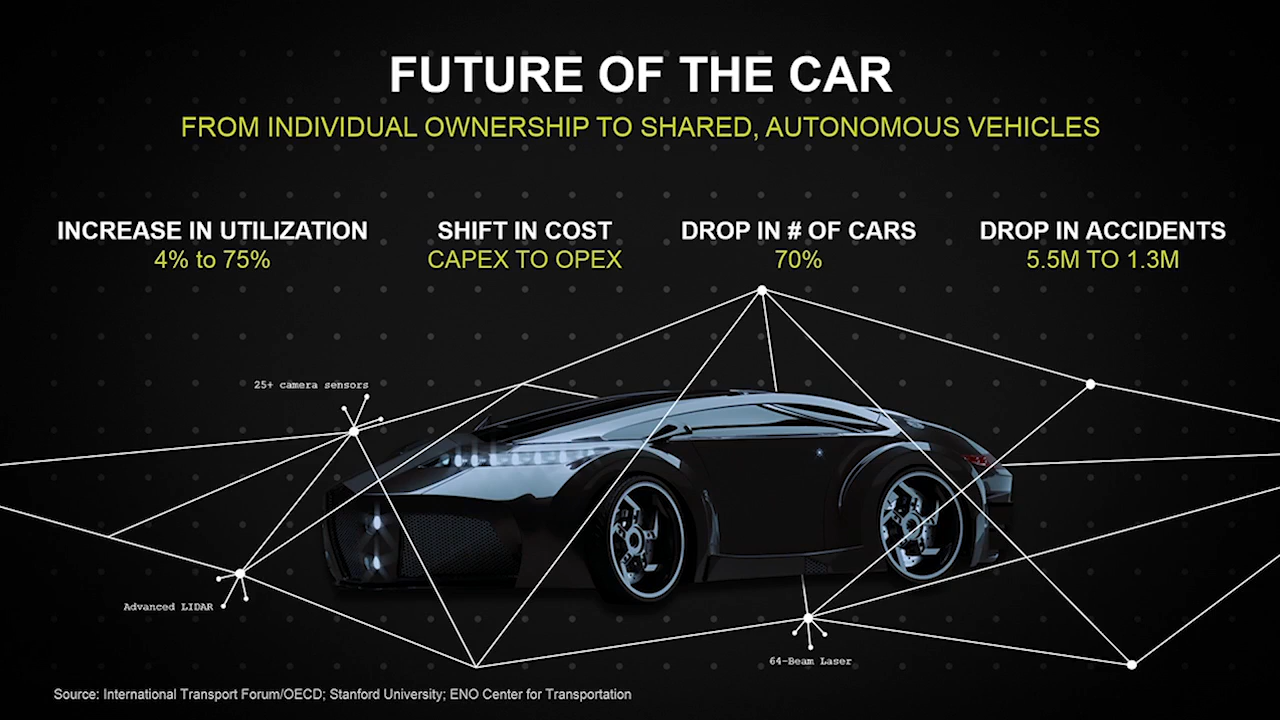 FUTURE OF THE CAR
FROM INDIVIDUAL OWNERSHIP TO SHARED, AUTONOMOUS VEHICLES
INCREASE IN UTILIZATION
4% to 75%
SHIFT IN COST
CAPEX TO OPEX
DROP IN # OF CARS
70%
DROP IN ACCIDENTS
5.5M TO 1.3M
25+ camera sensors
Advanced LIDAR
64-Beam Laser
Source: International Transport Forum/OECD; Stanford University; ENO Center for Transportation